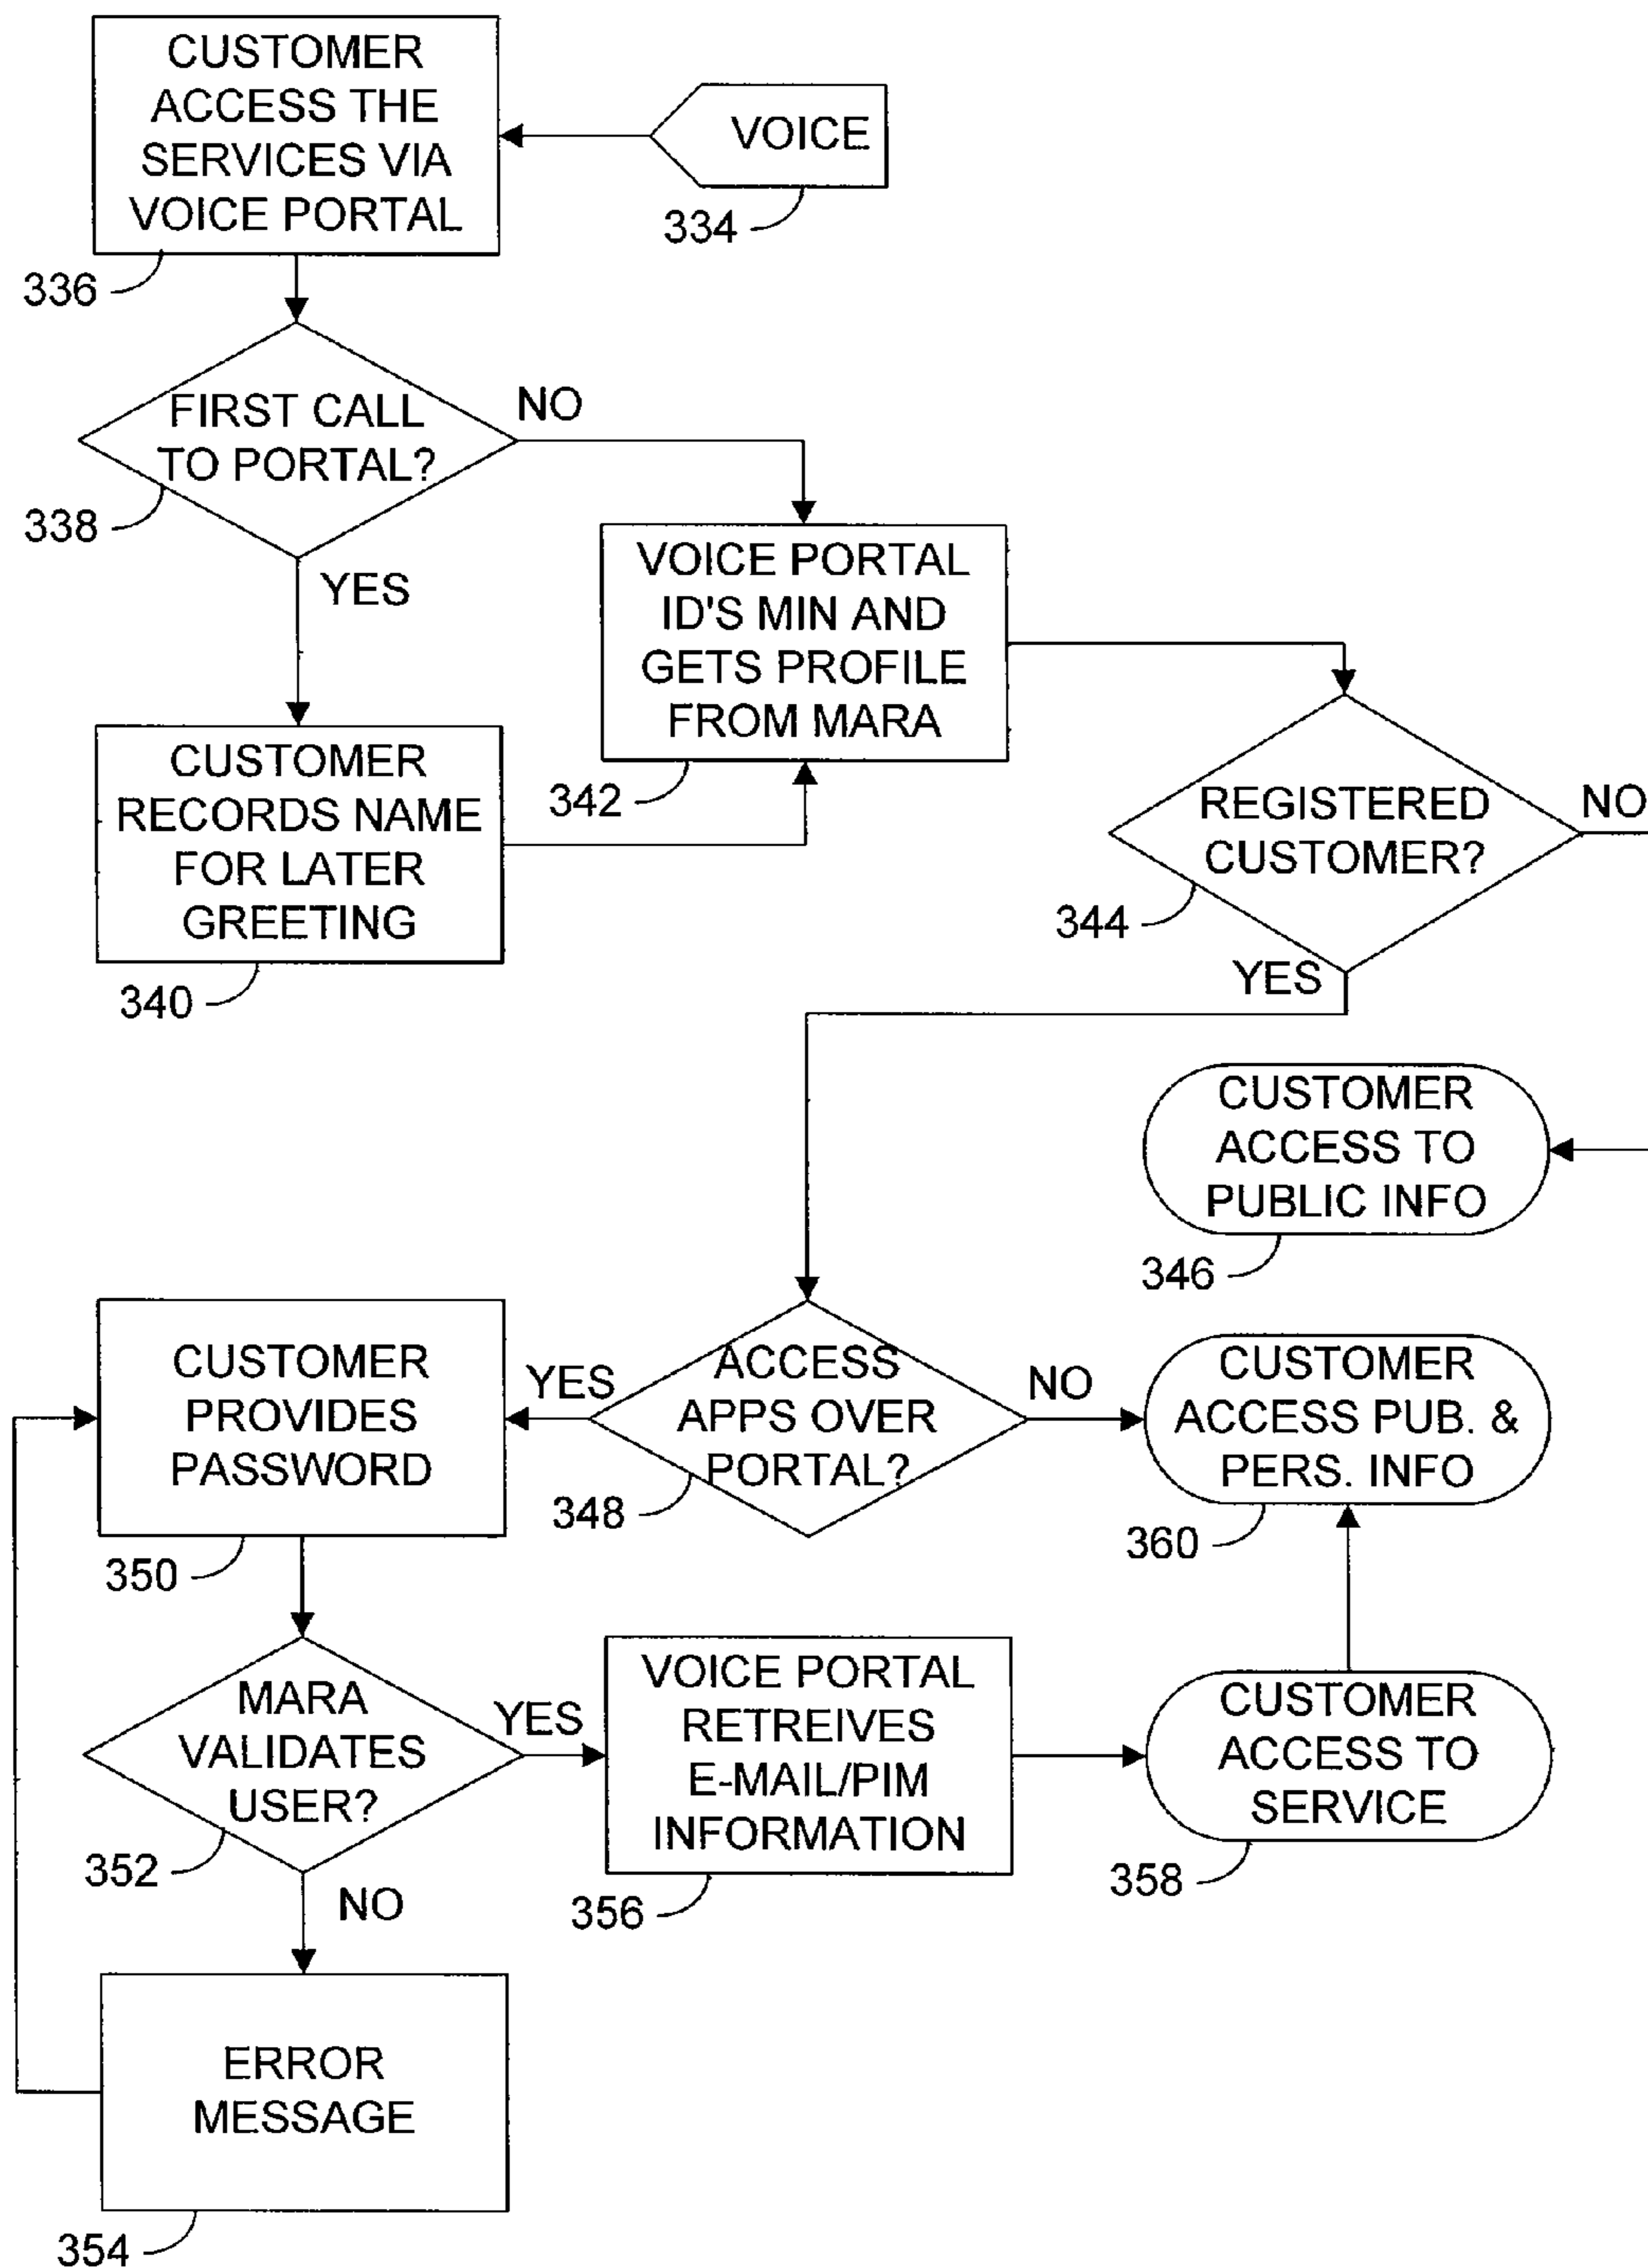 CUSTOMER
ACCESS THE
SERVICES VIA
VOICE PORTAL
VOICE
334
336
FIRST CALL
TO PORTAL?
NO
338
YES
VOICE PORTAL
ID'S MIN AND
GETS PROFILE
FROM MARA
342
CUSTOMER
RECORDS NAME
FOR LATER
GREETING
340
REGISTERED
CUSTOMER?
NO
344
YES
CUSTOMER
ACCESS TO
PUBLIC INFO
346
CUSTOMER
PROVIDES
PASSWORD
350
YES
ACCESS
APPS OVER
PORTAL?
348
NO
CUSTOMER
ACCESS PUB. &
PERS. INFO
360
MARA
VALIDATES
USER?
352
YES
VOICE PORTAL
RETREIVES
E-MAIL/PIM
INFORMATION
356
CUSTOMER
ACCESS TO
SERVICE
358
NO
ERROR
MESSAGE
354